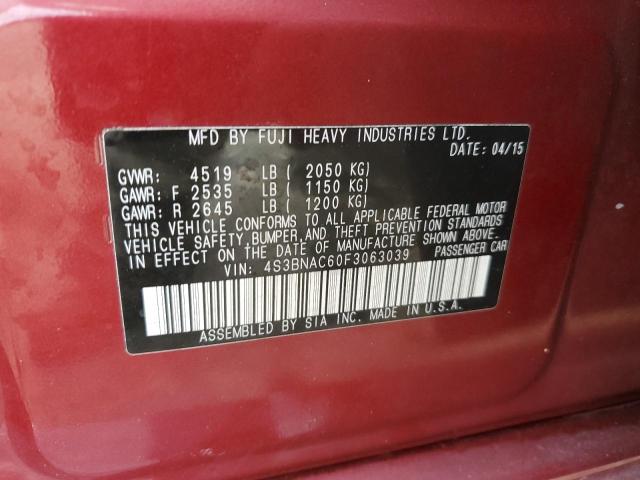 MFD BY FUJI HEAVY INDUSTRIES LTD.
DATE: 04/15
GVWR: 4519 LB ( 2050 KG)
GAWR: F 2535 LB ( 1150 KG)
GAWR: R 2645 LB ( 1200 KG)
THIS VEHICLE CONFORMS TO ALL APPLICABLE FEDERAL MOTOR
VEHICLE SAFETY,BUMPER,AND THEFT PREVENTION STANDARDS
IN EFFECT ON THE DATE OF MANUFACTURE SHOWN ABOVE.
VIN: 4S3BNAC60F3063039 PASSENGER CAR
ASSEMBLED BY SIA INC. MADE IN U.S.A.